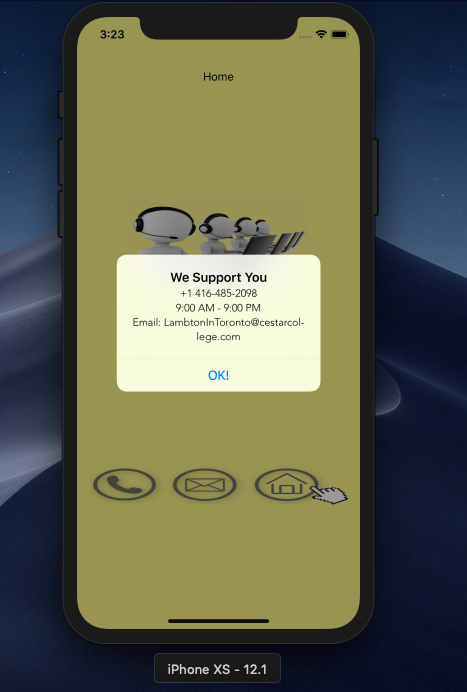 3:23
Home
We Support You
+1 416-485-2098
9:00 AM - 9:00 PM
Email: LambtonInToronto@cestarcol-
lege.com
OK!
iPhone XS - 12.1